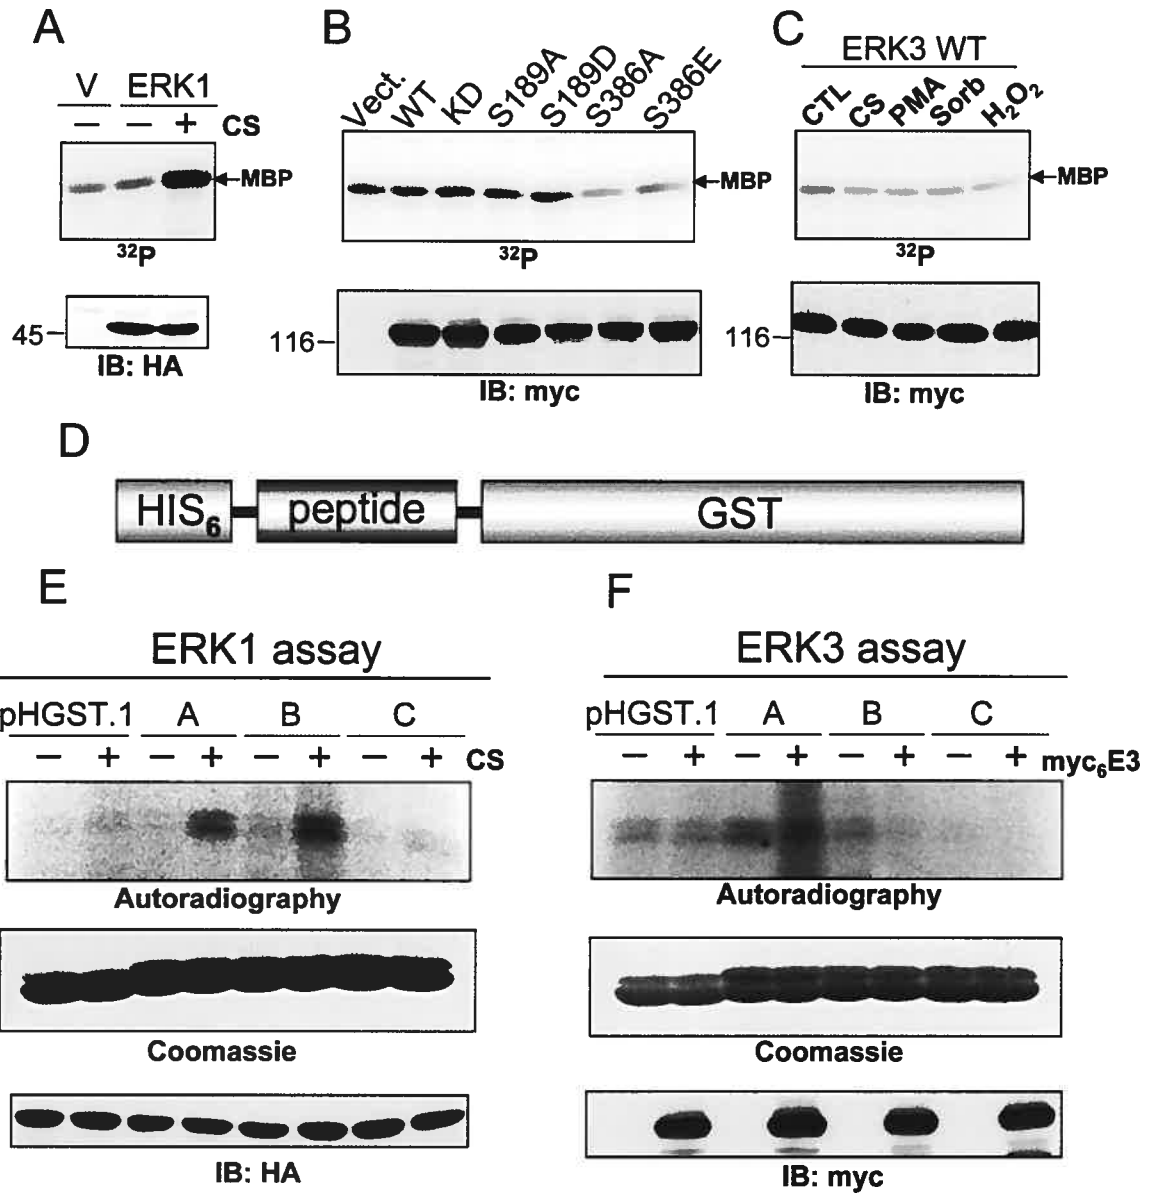 A
V ERK1
– – + CS
MBP
32P
45
IB: HA
B
Vect. WT KD S189A S189D S386A S386E
MBP
32P
116
IB: myc
C
ERK3 WT
CTL CS PMA Sorb H2O2
MBP
32P
116
IB: myc
D
HIS6 peptide GST
E
ERK1 assay
pHGST.1 A B C
– + – + – + – + CS
Autoradiography
Coomassie
IB: HA
F
ERK3 assay
pHGST.1 A B C
– + – + – + – + myc6E3
Autoradiography
Coomassie
IB: myc